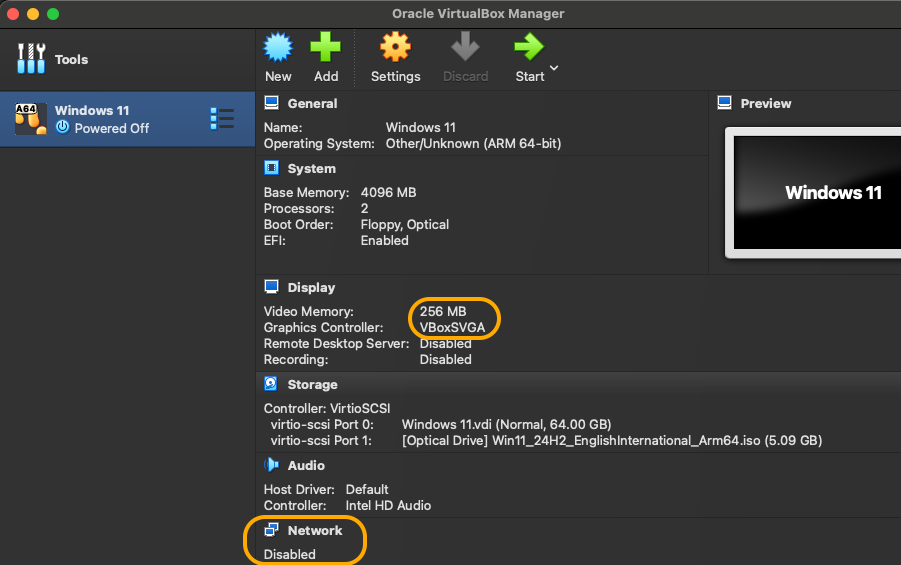 Oracle VirtualBox Manager
Tools
New Add Settings Discard Start
A64
Windows 11
Powered Off
General
Name: Windows 11
Operating System: Other/Unknown (ARM 64-bit)
System
Base Memory: 4096 MB
Processors: 2
Boot Order: Floppy, Optical
EFI: Enabled
Preview
Windows 11
Display
Video Memory: 256 MB
Graphics Controller: VBoxSVGA
Remote Desktop Server: Disabled
Recording: Disabled
Storage
Controller: VirtioSCSI
virtio-scsi Port 0: Windows 11.vdi (Normal, 64.00 GB)
virtio-scsi Port 1: [Optical Drive] Win11_24H2_EnglishInternational_Arm64.iso (5.09 GB)
Audio
Host Driver: Default
Controller: Intel HD Audio
Network
Disabled